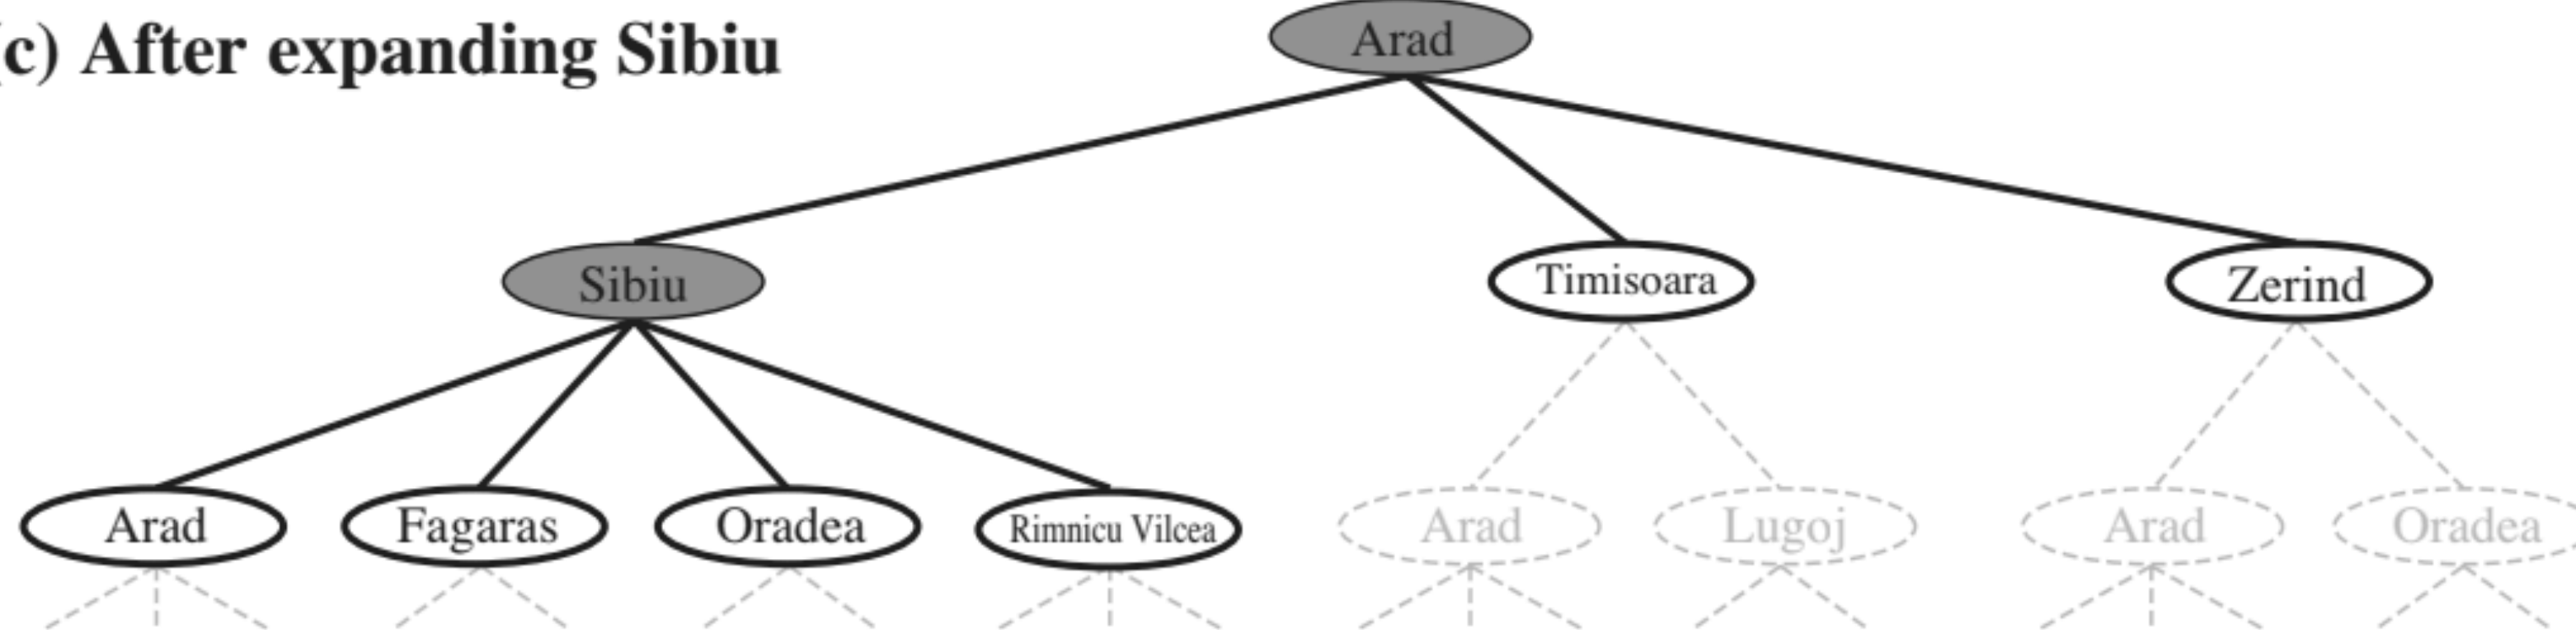 (c) After expanding Sibiu
Arad
Sibiu Timisoara Zerind
Arad Fagaras Oradea Rimnicu Vilcea Arad Lugoj Arad Oradea